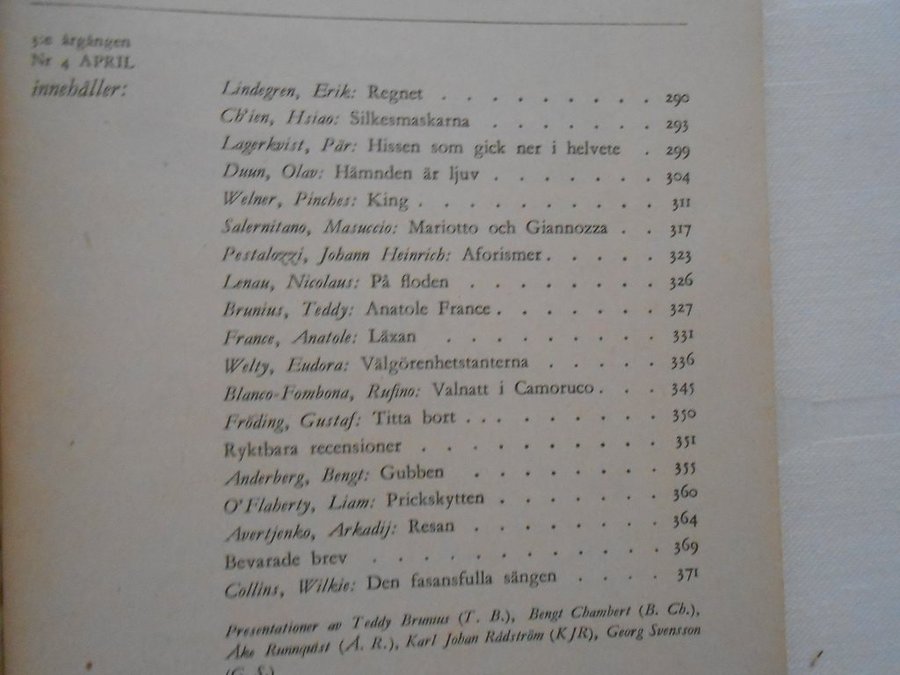 5:e årgången
Nr 4 APRIL
innehåller:
Lindegren, Erik: Regnet . . . . . . . . . 290
Ch'ien, Hsiao: Silkesmaskarna . . . . . . . 293
Lagerkvist, Pär: Hissen som gick ner i helvete . 299
Duun, Olav: Hämnden är ljuv . . . . . . . 304
Welner, Pinches: King . . . . . . . . . . 311
Salernitano, Masuccio: Mariotto och Giannozza . . 317
Pestalozzi, Johann Heinrich: Aforismer . . . . . 323
Lenau, Nicolaus: På floden . . . . . . . 326
Brunius, Teddy: Anatole France . . . . . . . 327
France, Anatole: Läxan . . . . . . . . . 331
Welty, Eudora: Välgörenhetstanterna . . . . . 336
Blanco-Fombona, Rufino: Valnatt i Camoruco . . . 345
Fröding, Gustaf: Titta bort . . . . . . . . 350
Ryktbara recensioner . . . . . . . . . 351
Anderberg, Bengt: Gubben . . . . . . . 355
O'Flaherty, Liam: Prickskytten . . . . . . . 360
Avertjenko, Arkadij: Resan . . . . . . . 364
Bevarade brev . . . . . . . . . . . 369
Collins, Wilkie: Den fasansfulla sängen . . . . 371
Presentationer av Teddy Brunius (T. B.), Bengt Chambert (B. Ch.),
Åke Runnquist (Å. R.), Karl Johan Rådström (KJR), Georg Svensson
(G. S.)